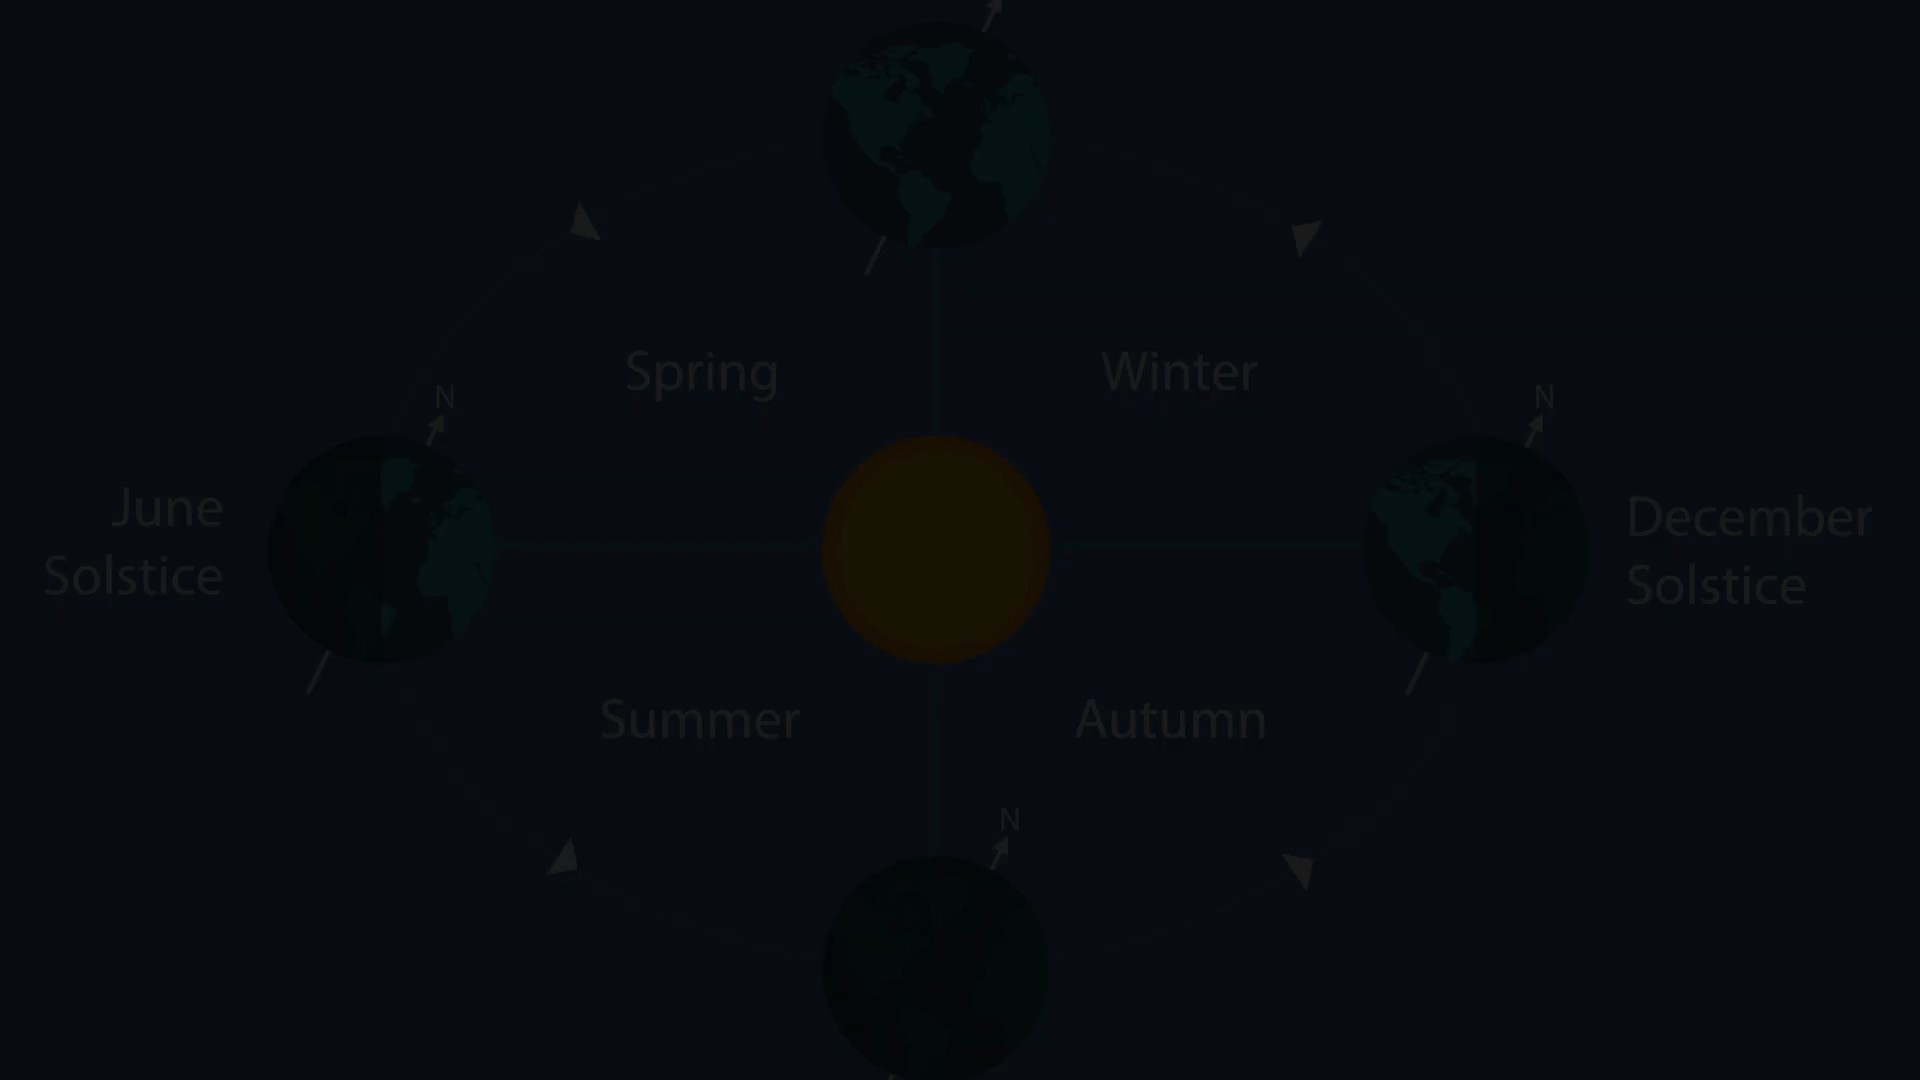 Spring
Winter
N
N
June
Solstice
December
Solstice
Summer
Autumn
N